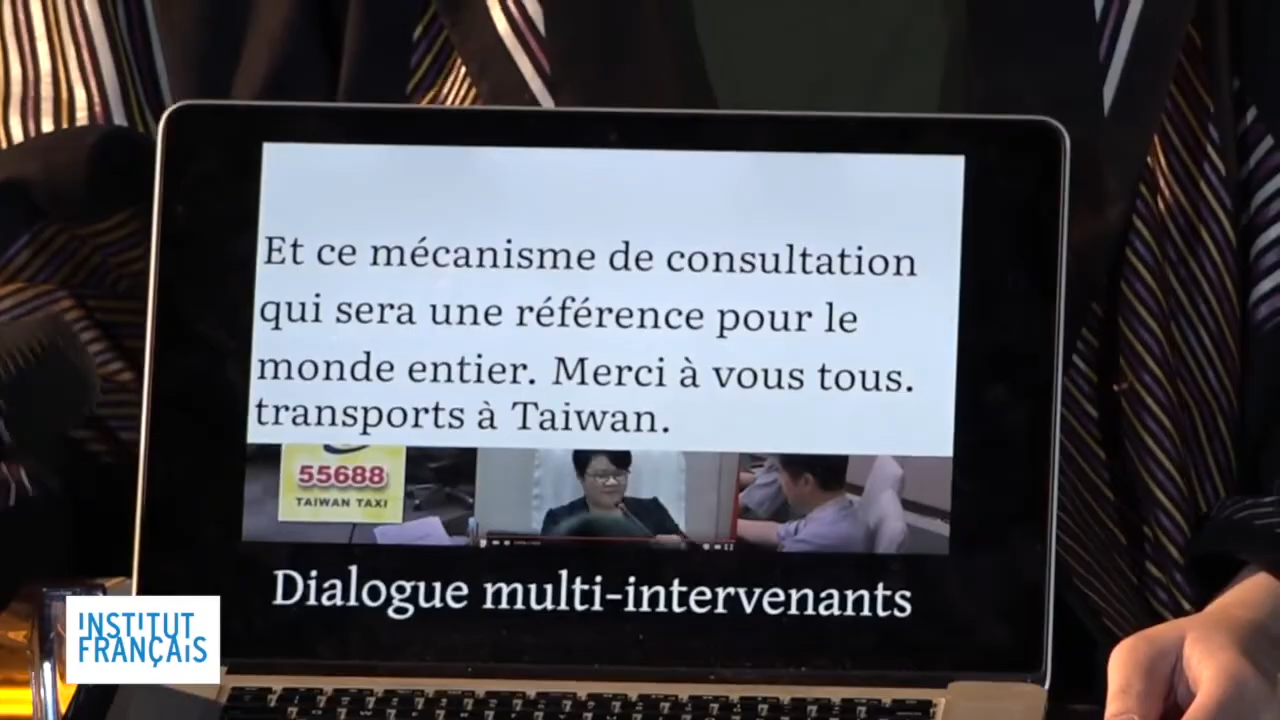 Et ce mécanisme de consultation
qui sera une référence pour le
monde entier. Merci à vous tous.
transports à Taiwan.
55688
TAIWAN TAXI
Dialogue multi-intervenants
INSTITUT
FRANÇAIS